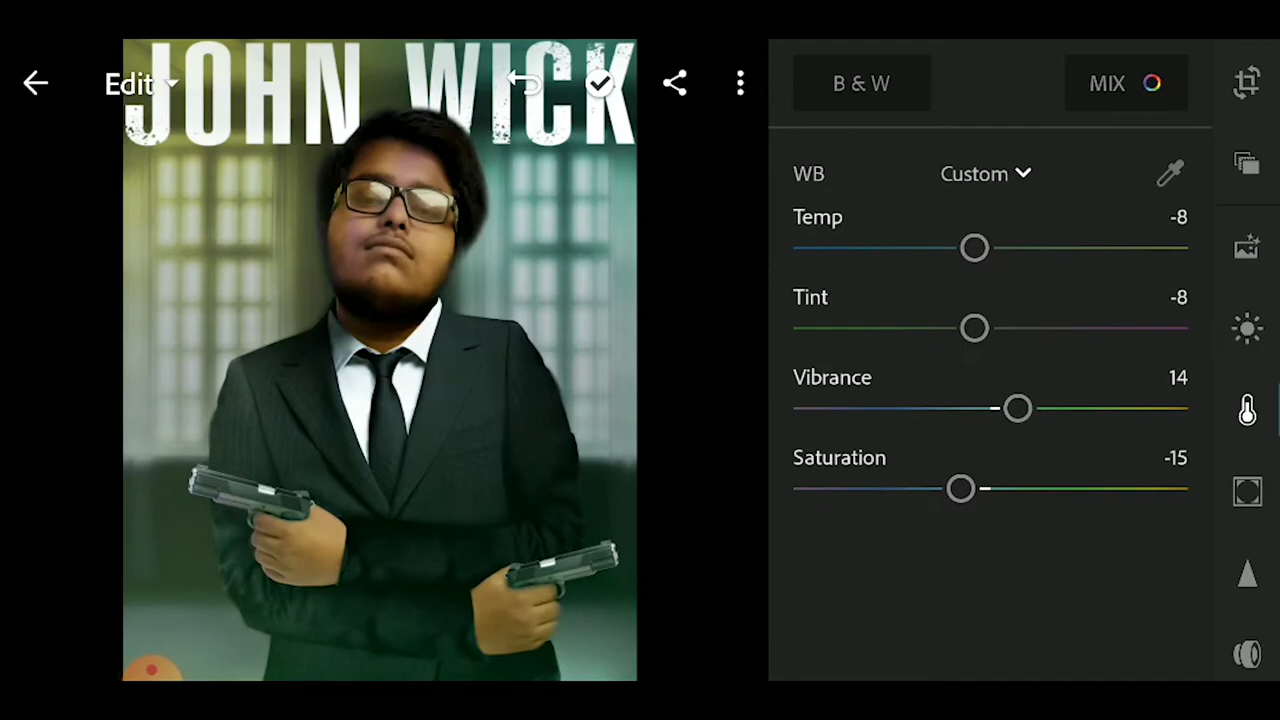 JOHN WICK
Edit
B & W
MIX
WB
Custom
Temp
-8
Tint
-8
Vibrance
14
Saturation
-15